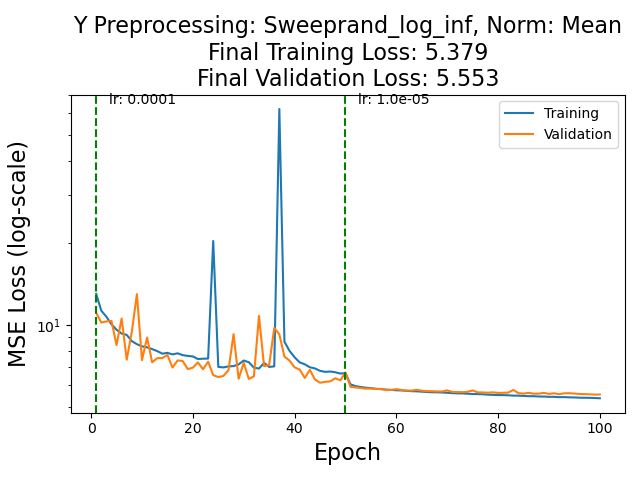 Y Preprocessing: Sweeprand_log_inf, Norm: Mean
Final Training Loss: 5.379
Final Validation Loss: 5.553
lr: 0.0001
lr: 1.0e-05
Training
Validation
MSE Loss (log-scale)
10¹
0
20
40
60
80
100
Epoch